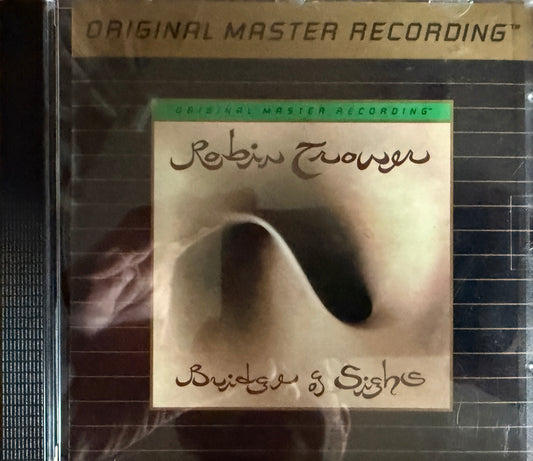 ORIGINAL MASTER RECORDING™
ORIGINAL MASTER RECORDING™
Robin Trower
Bridge of Sighs